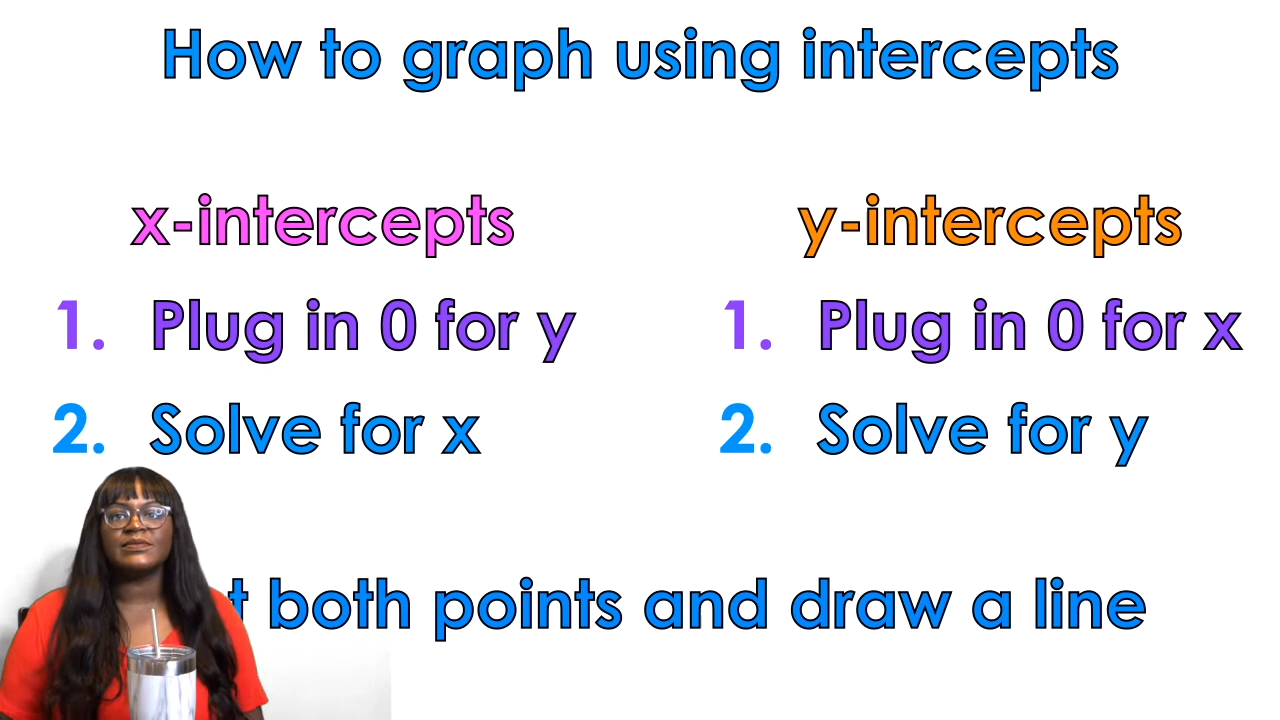 How to graph using intercepts
x-intercepts
1. Plug in 0 for y
2. Solve for x
y-intercepts
1. Plug in 0 for x
2. Solve for y
both points and draw a line